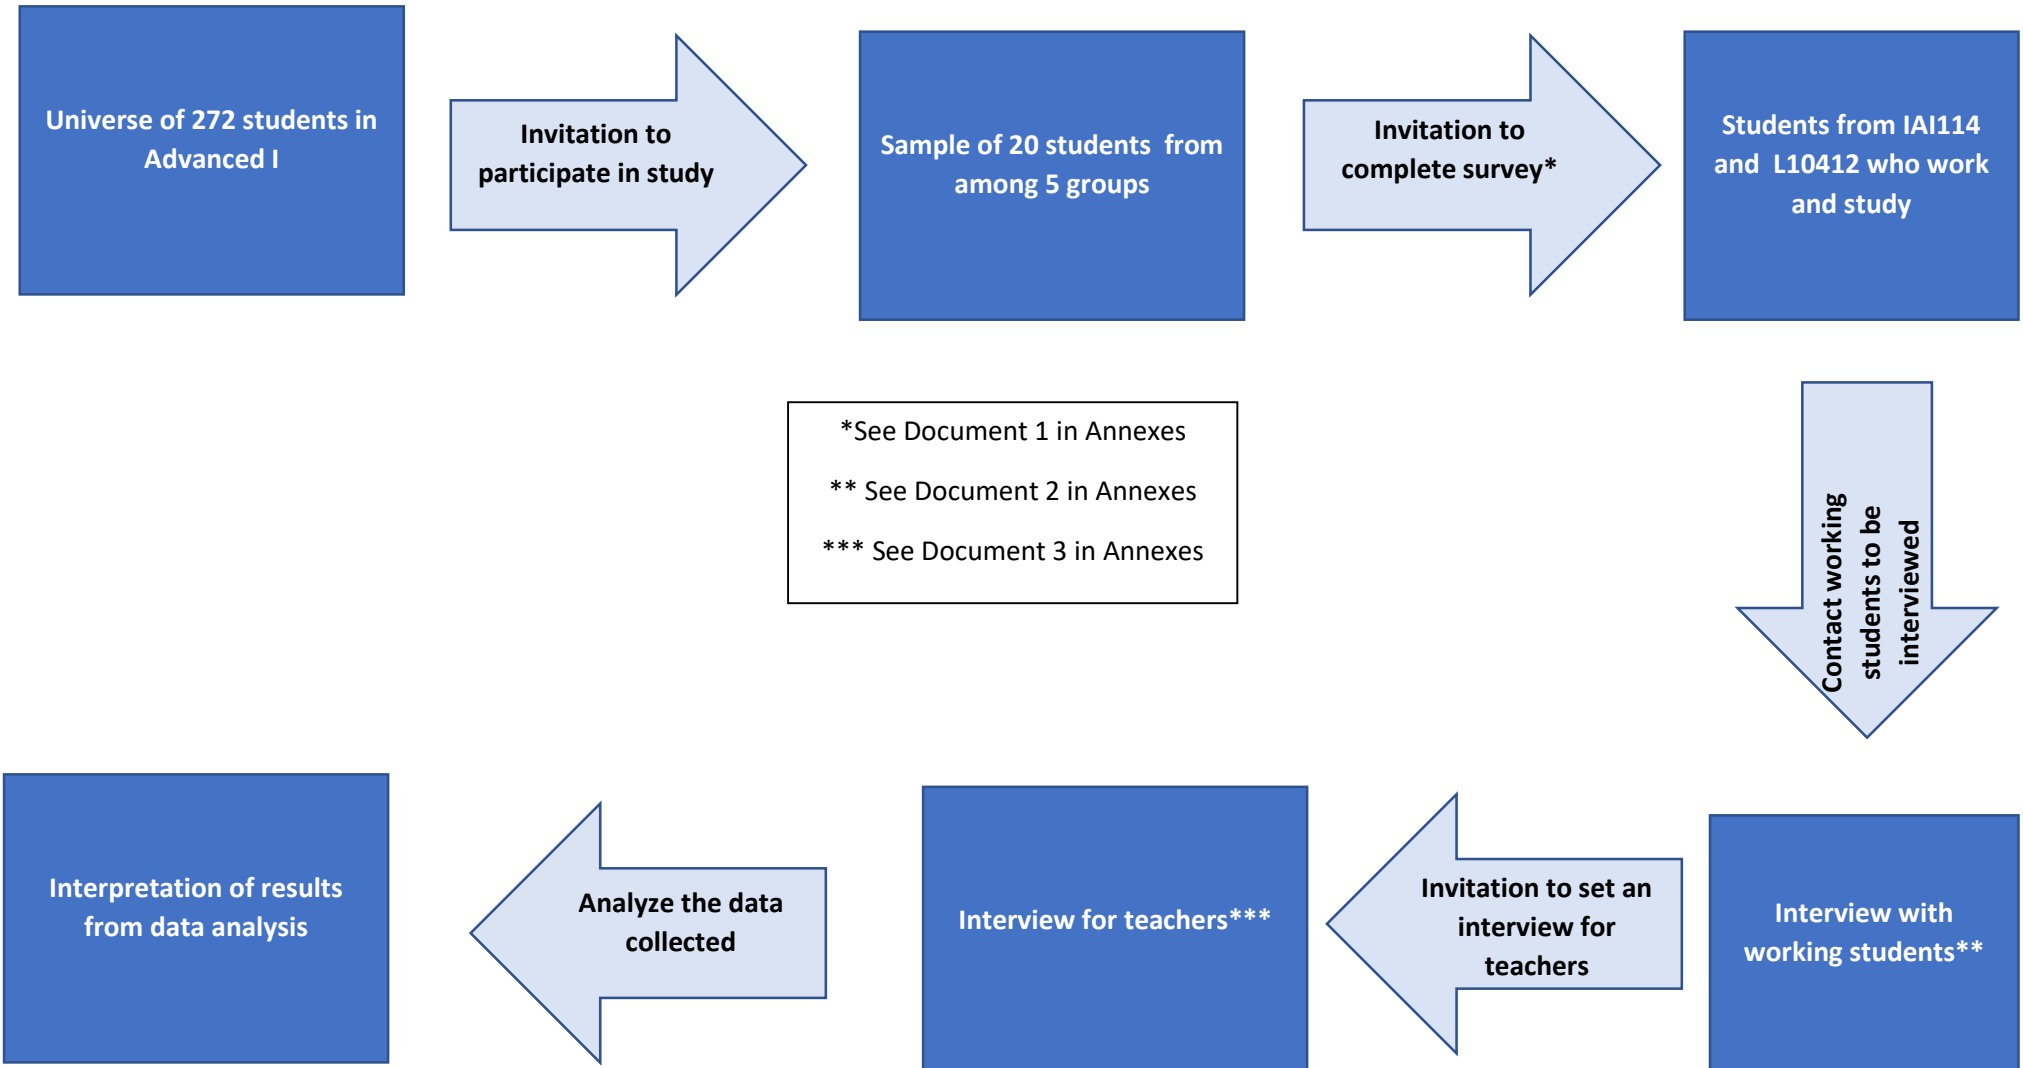 Universe of 272 students in
Advanced I
Invitation to
participate in study
Sample of 20 students from
among 5 groups
Invitation to
complete survey*
Students from IAI114
and L10412 who work
and study
*See Document 1 in Annexes
** See Document 2 in Annexes
*** See Document 3 in Annexes
Contact working
students to be
interviewed
Interview with
working students**
Invitation to set an
interview for
teachers
Interview for teachers***
Analyze the data
collected
Interpretation of results
from data analysis